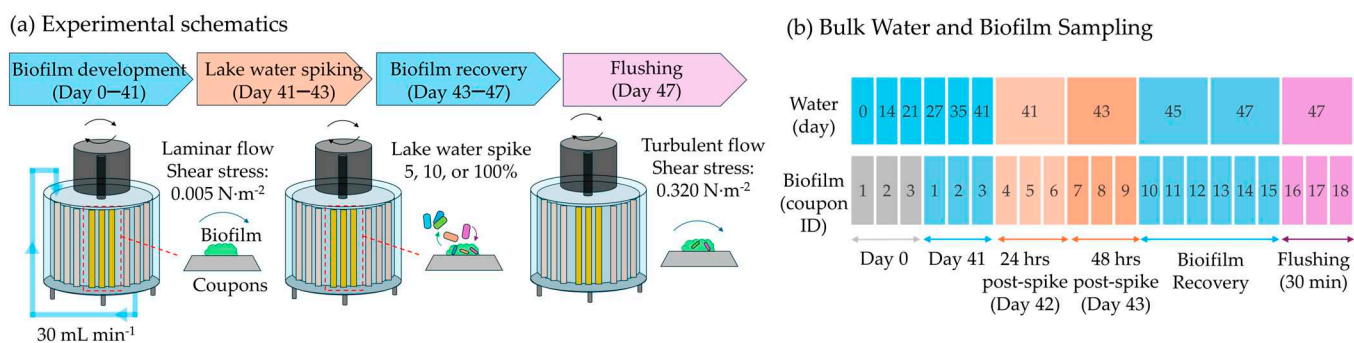 (a) Experimental schematics
Biofilm development
(Day 0—41)
Lake water spiking
(Day 41—43)
Biofilm recovery
(Day 43—47)
Flushing
(Day 47)
Laminar flow
Shear stress:
0.005 N·m-2
Biofilm
Coupons
30 mL min-1
Lake water spike
5, 10, or 100%
Turbulent flow
Shear stress:
0.320 N·m-2
(b) Bulk Water and Biofilm Sampling
Water
(day)
0 14 21 27 35 41 41 43 45 47 47
Biofilm
(coupon
ID)
1 2 3 1 2 3 4 5 6 7 8 9 10 11 12 13 14 15 16 17 18
Day 0
Day 41
24 hrs
post-spike
(Day 42)
48 hrs
post-spike
(Day 43)
Bioifilm
Recovery
Flushing
(30 min)